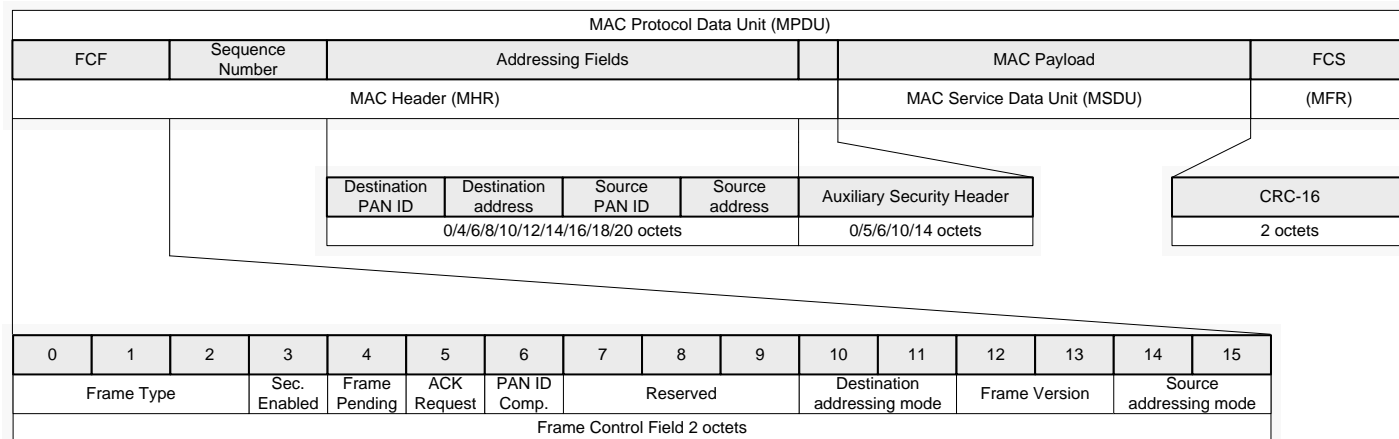 MAC Protocol Data Unit (MPDU)
FCF
Sequence
Number
Addressing Fields
MAC Payload
FCS
MAC Header (MHR)
MAC Service Data Unit (MSDU)
(MFR)
Destination
PAN ID
Destination
address
Source
PAN ID
Source
address
Auxiliary Security Header
CRC-16
0/4/6/8/10/12/14/16/18/20 octets
0/5/6/10/14 octets
2 octets
0 1 2 3 4 5 6 7 8 9 10 11 12 13 14 15
Frame Type
Sec.
Enabled
Frame
Pending
ACK
Request
PAN ID
Comp.
Reserved
Destination
addressing mode
Frame Version
Source
addressing mode
Frame Control Field 2 octets